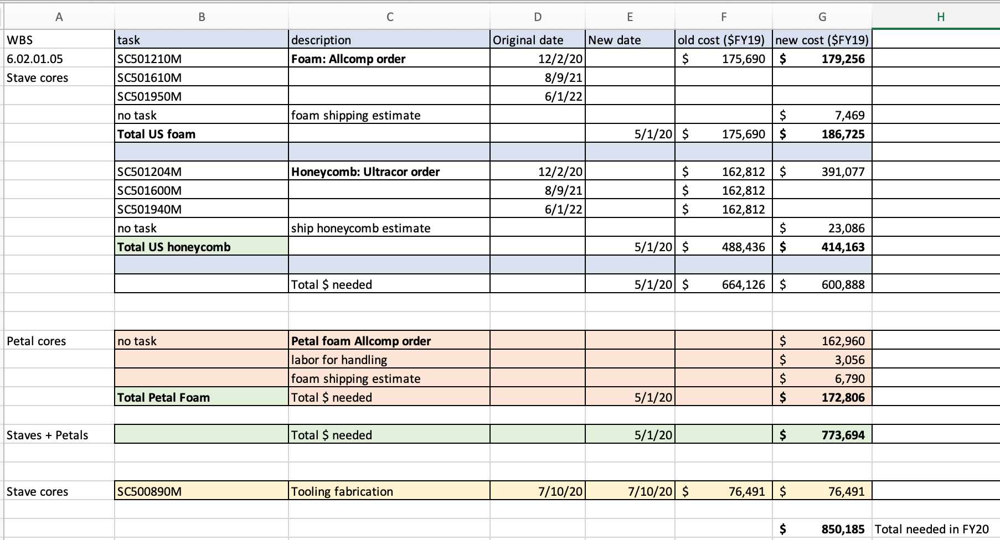 A B C D E F G H
WBS task description Original date New date old cost ($FY19) new cost ($FY19)
6.02.01.05 SC501210M Foam: Allcomp order 12/2/20 $ 175,690 $ 179,256
Stave cores SC501610M 8/9/21
SC501950M 6/1/22
no task foam shipping estimate $ 7,469
Total US foam 5/1/20 $ 175,690 $ 186,725
SC501204M Honeycomb: Ultracor order 12/2/20 $ 162,812 $ 391,077
SC501600M 8/9/21 $ 162,812
SC501940M 6/1/22 $ 162,812
no task ship honeycomb estimate $ 23,086
Total US honeycomb 5/1/20 $ 488,436 $ 414,163
Total $ needed 5/1/20 $ 664,126 $ 600,888
Petal cores no task Petal foam Allcomp order $ 162,960
labor for handling $ 3,056
foam shipping estimate $ 6,790
Total Petal Foam Total $ needed 5/1/20 $ 172,806
Staves + Petals Total $ needed 5/1/20 $ 773,694
Stave cores SC500890M Tooling fabrication 7/10/20 7/10/20 $ 76,491 $ 76,491
$ 850,185 Total needed in FY20